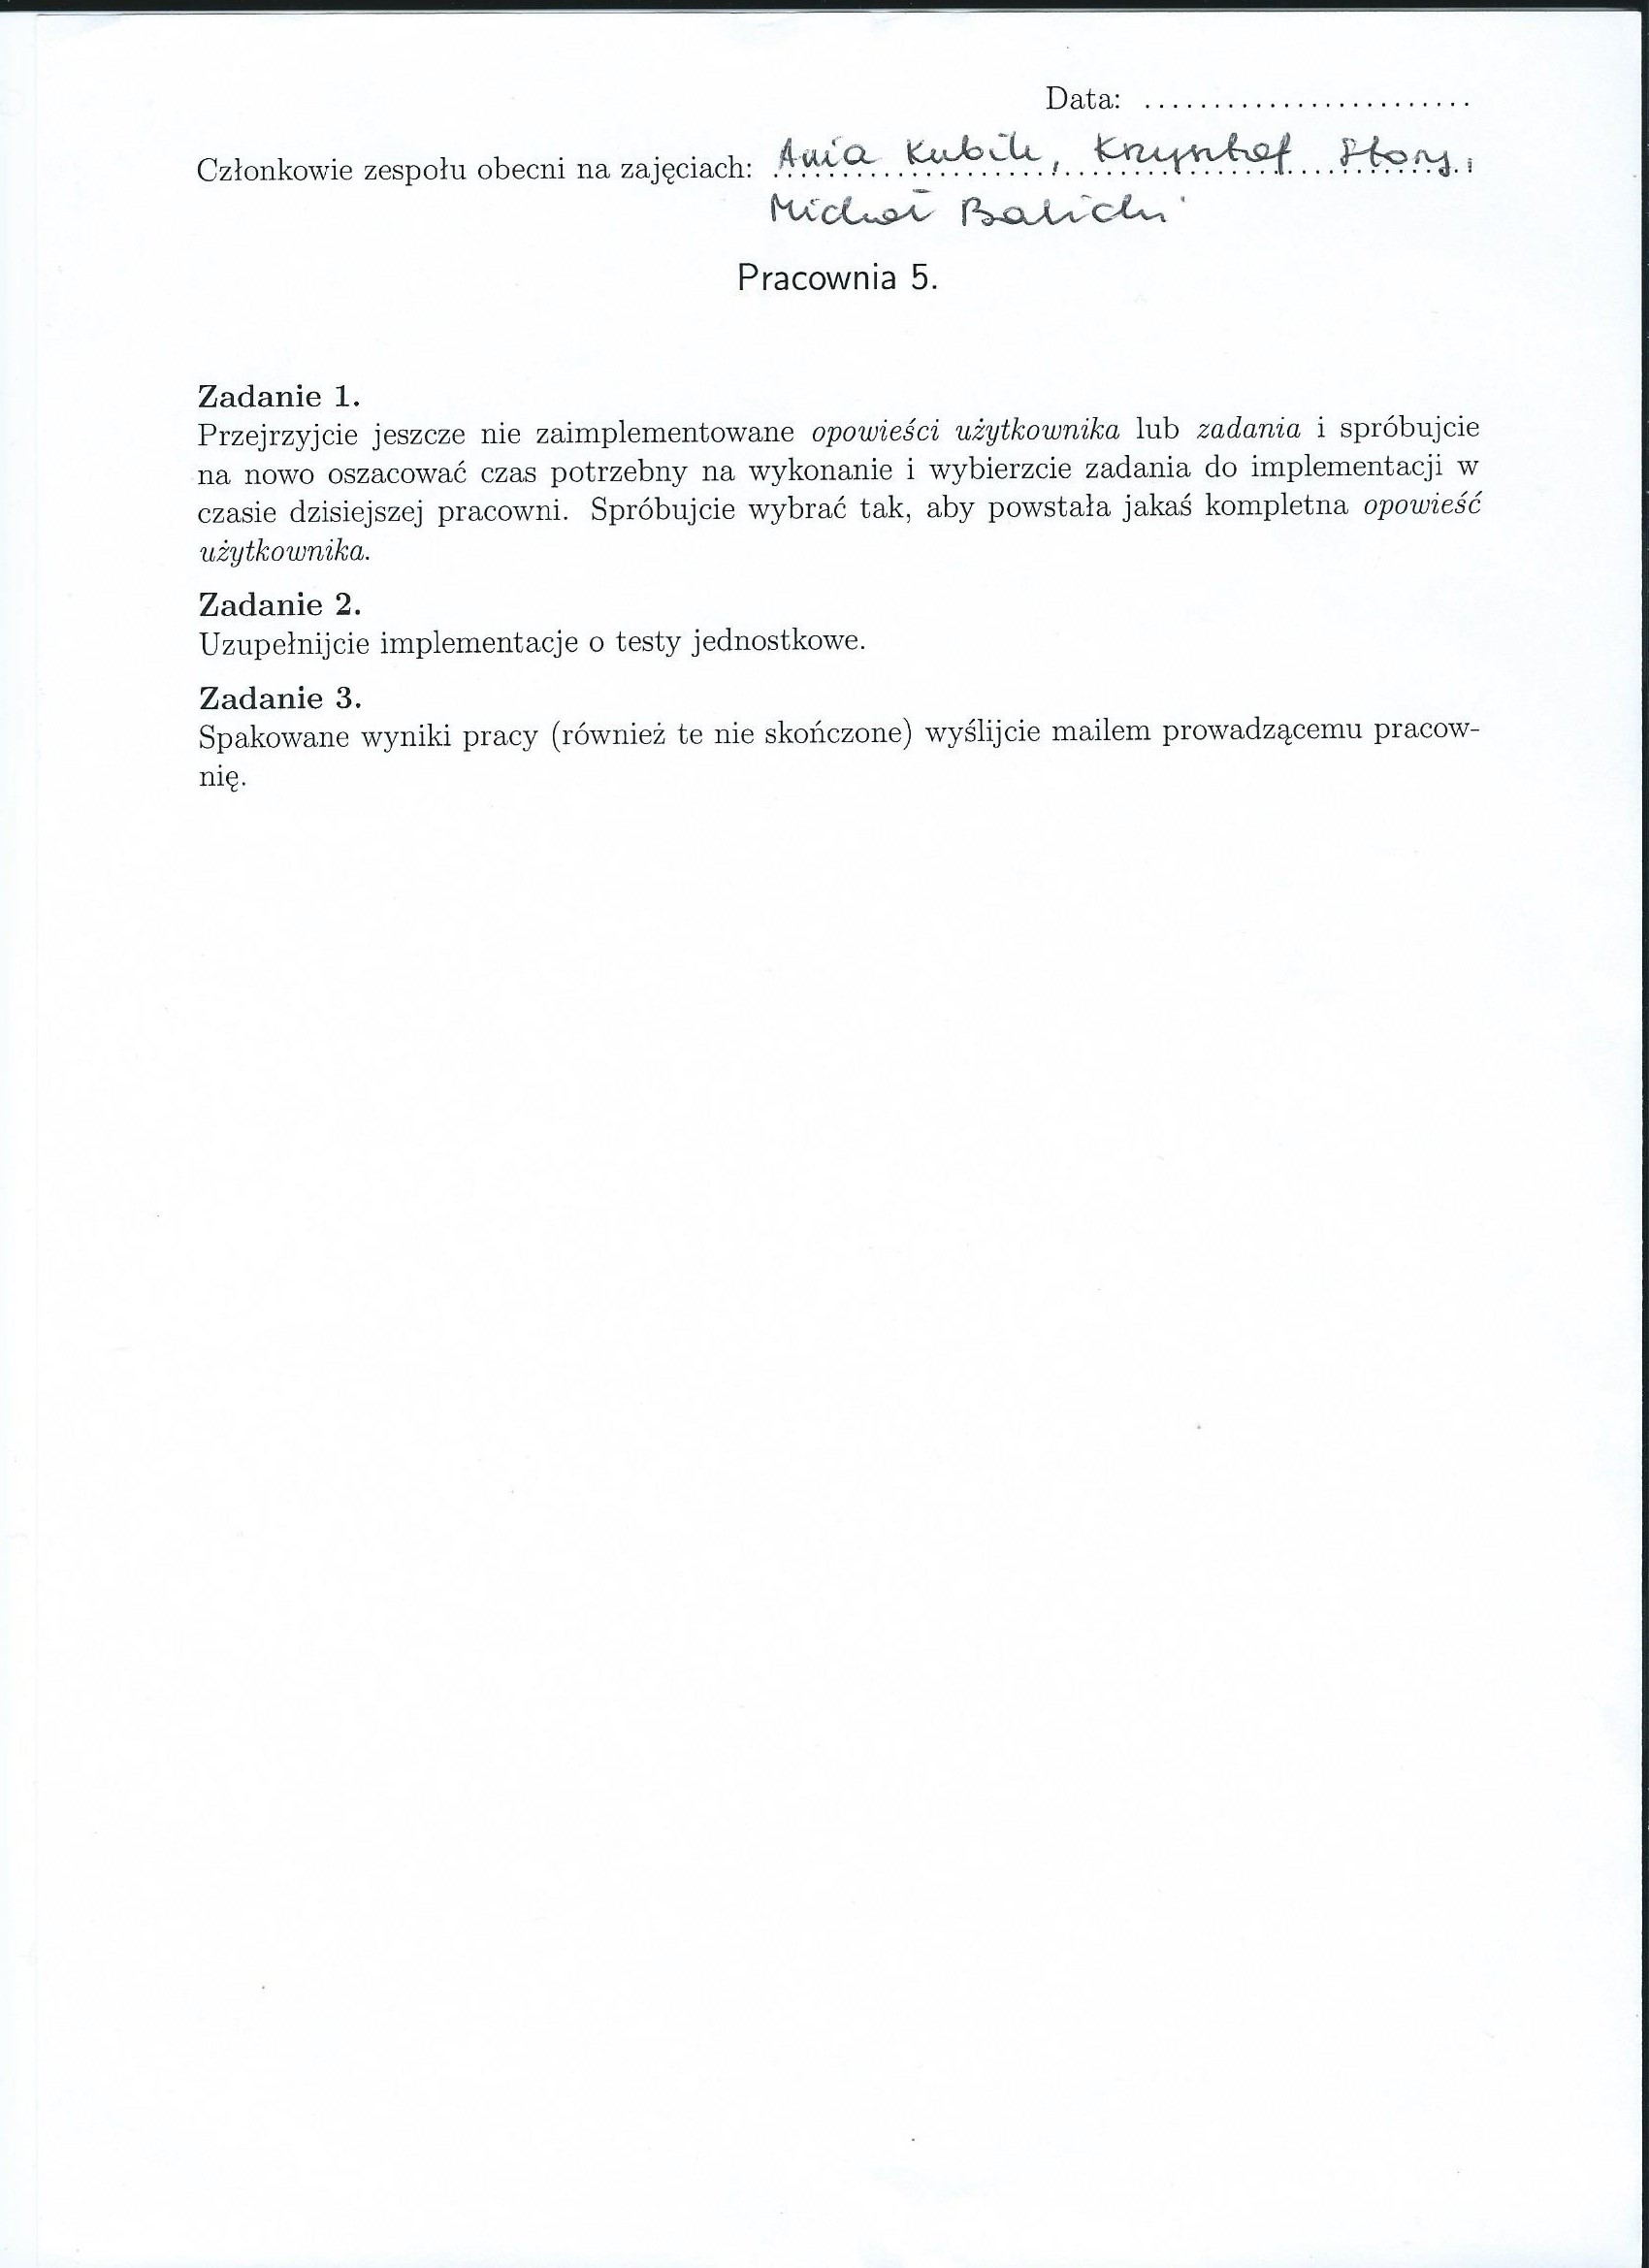 Data: ........................
Członkowie zespołu obecni na zajęciach: Ania Kubik, Krzysztof
Michał Balicki
Pracownia 5.
Zadanie 1.
Przejrzyjcie jeszcze nie zaimplementowane opowieści użytkownika lub zadania i spróbujcie
na nowo oszacować czas potrzebny na wykonanie i wybierzcie zadania do implementacji w
czasie dzisiejszej pracowni. Spróbujcie wybrać tak, aby powstała jakaś kompletna opowieść
użytkownika.
Zadanie 2.
Uzupełnijcie implementacje o testy jednostkowe.
Zadanie 3.
Spakowane wyniki pracy (również te nie skończone) wyślijcie mailem prowadzącemu pracow-
nię.